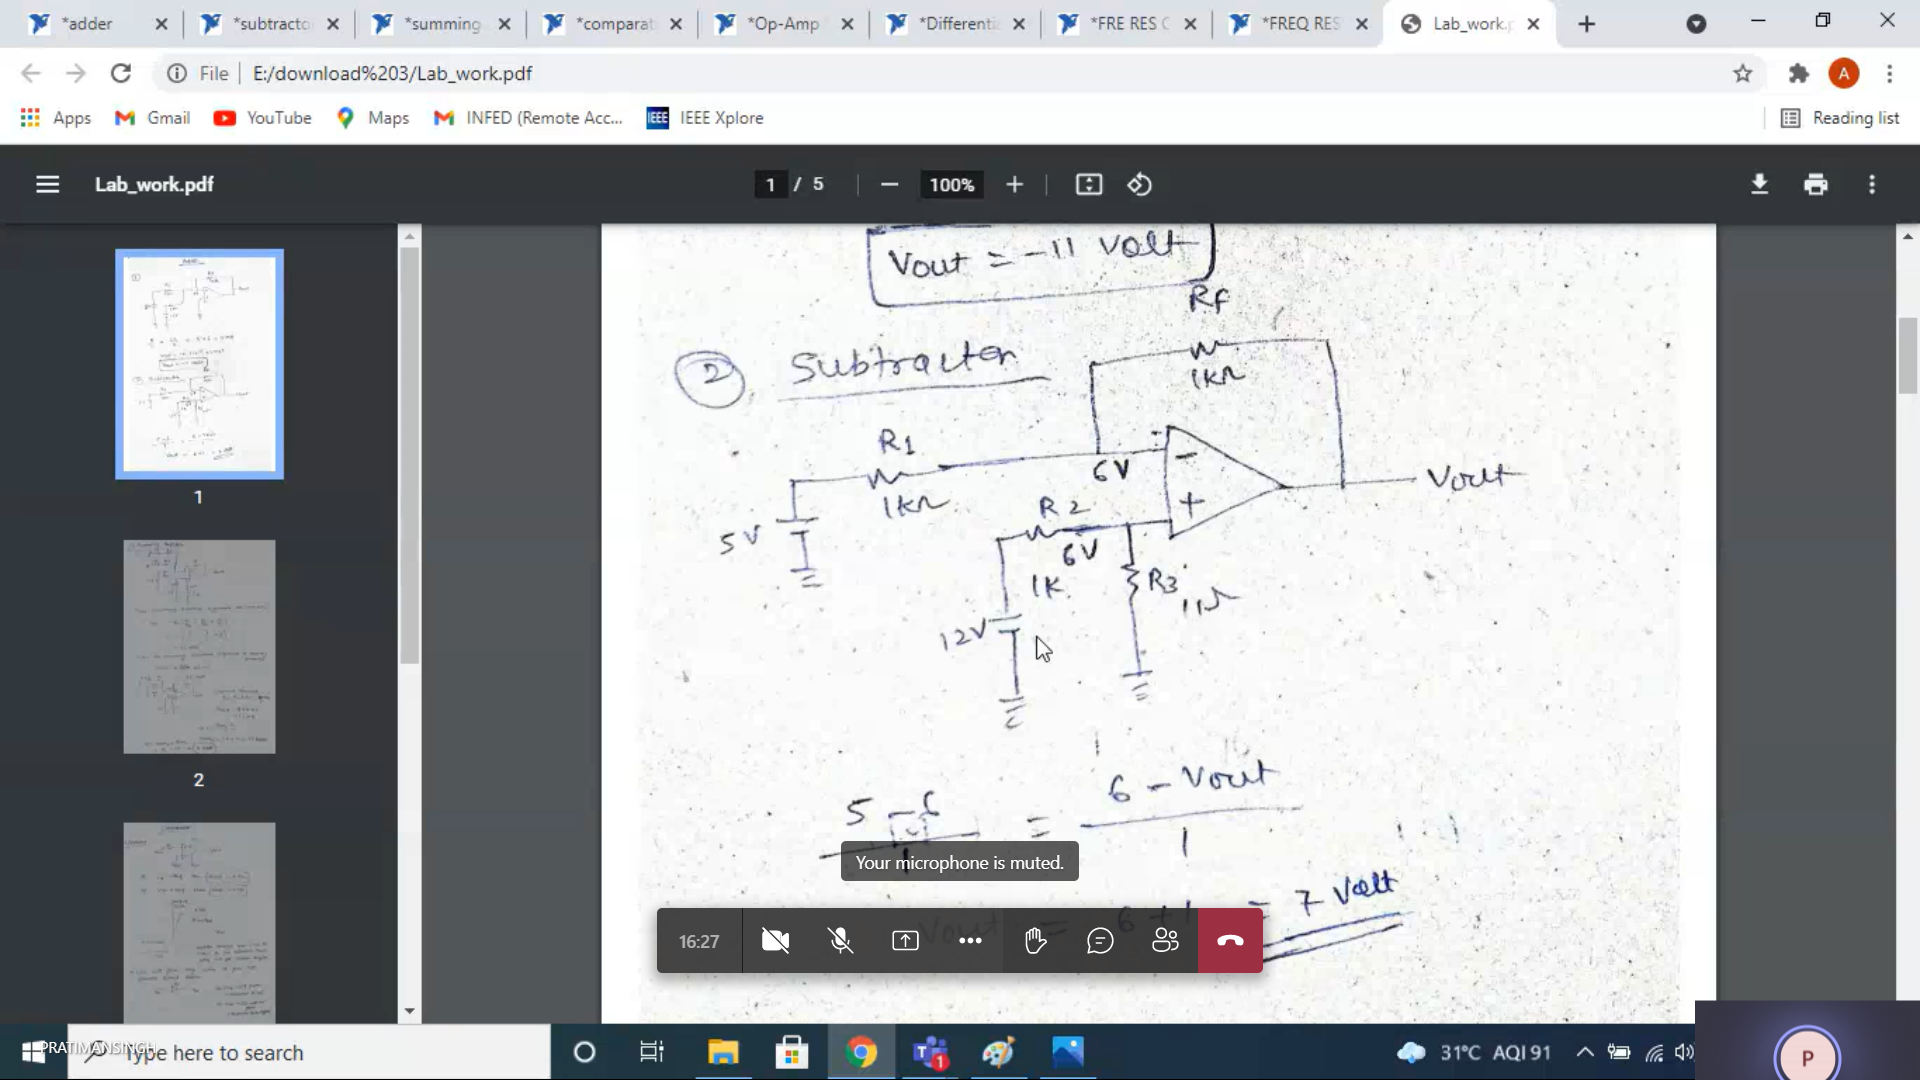 *adder
*subtracto
*summing
*comparat
*Op-Amp
*Differenti
*FRE RES C
*FREQ RES
Lab_work.p
File
E:/download%203/Lab_work.pdf
A
Apps
Gmail
YouTube
Maps
INFED (Remote Acc...
IEEE
IEEE Xplore
Reading list
Lab_work.pdf
1 / 5
100%
1
2
Vout = -11 Volt
Rf
2 Subtractor
1kΩ
R1
6V
-
Vout
1kΩ
R2
+
5V
6V
1K
R3
12V
5 - 6 = 6 - Vout
1 1
Vout = 6 + 1 = 7 Volt
Your microphone is muted.
16:27
PRATIMANSINGH
Type here to search
1
31°C AQI 91
P